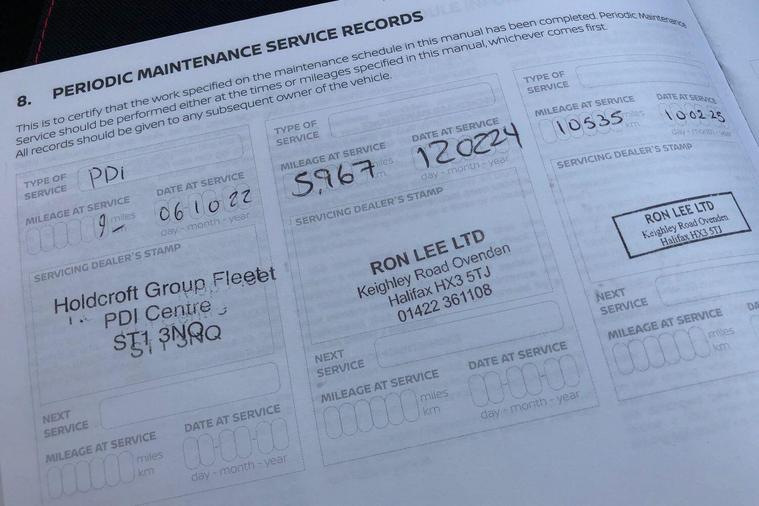 8. PERIODIC MAINTENANCE SERVICE RECORDS
This is to certify that the work specified on the maintenance schedule in this manual has been completed. Periodic Maintenance
Service should be performed either at the times or mileages specified in this manual, whichever comes first.
All records should be given to any subsequent owner of the vehicle.
TYPE OF
SERVICE
PDi
MILEAGE AT SERVICE
9- miles
DATE AT SERVICE
06 10 22
day - month - year
SERVICING DEALER'S STAMP
Holdcroft Group Fleet
PDI Centre
ST1 3NQ
NEXT
SERVICE
MILEAGE AT SERVICE
miles
km
DATE AT SERVICE
day - month - year
TYPE OF
SERVICE
MILEAGE AT SERVICE
5,967 miles
DATE AT SERVICE
120224
day - month - year
SERVICING DEALER'S STAMP
RON LEE LTD
Keighley Road Ovenden
Halifax HX3 5TJ
01422 361108
NEXT
SERVICE
MILEAGE AT SERVICE
miles
km
DATE AT SERVICE
day - month - year
TYPE OF
SERVICE
MILEAGE AT SERVICE
10535 miles
km
DATE AT SERVICE
10 02 25
day - month - year
SERVICING DEALER'S STAMP
RON LEE LTD
Keighley Road Ovenden
Halifax HX3 5TJ
NEXT
SERVICE
MILEAGE AT SERVICE
miles
km
DA